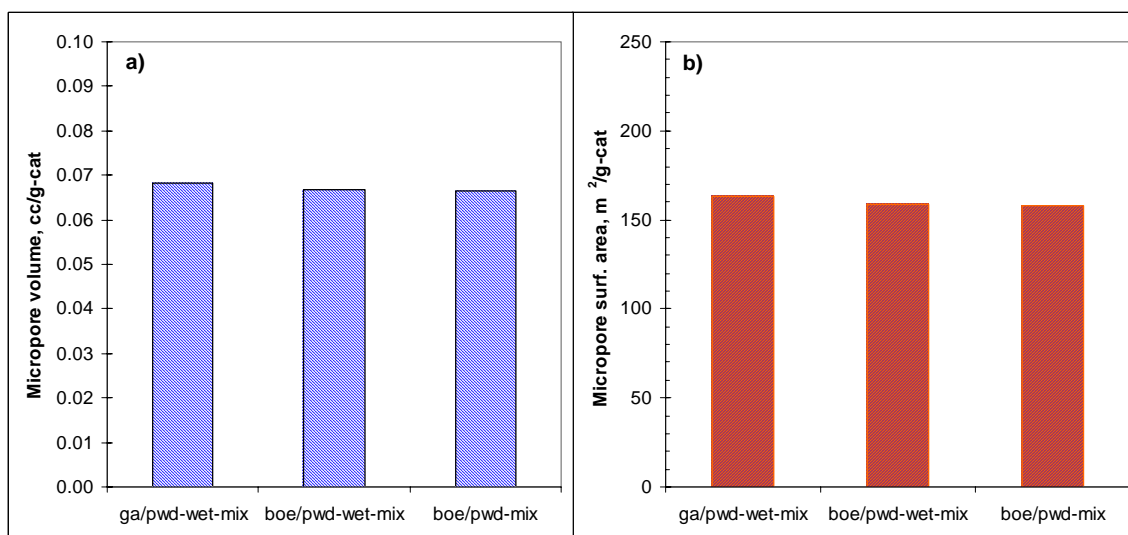 a)
Micropore volume, cc/g-cat
0.10
0.09
0.08
0.07
0.06
0.05
0.04
0.03
0.02
0.01
0.00
ga/pwd-wet-mix
boe/pwd-wet-mix
boe/pwd-mix
b)
Micropore surf. area, m ²/g-cat
250
200
150
100
50
0
ga/pwd-wet-mix
boe/pwd-wet-mix
boe/pwd-mix